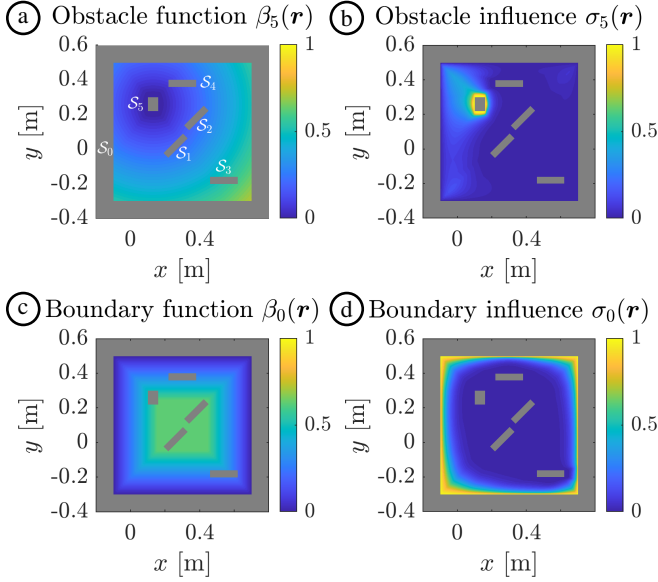 a Obstacle function β₅(r)
b Obstacle influence σ₅(r)
0.6
0.4
0.2
0
-0.2
-0.4
y [m]
0 0.4
x [m]
1
0.5
0
S₀
S₅
S₄
S₂
S₁
S₃
0.6
0.4
0.2
0
-0.2
-0.4
y [m]
0 0.4
x [m]
1
0.5
0
c Boundary function β₀(r)
d Boundary influence σ₀(r)
0.6
0.4
0.2
0
-0.2
-0.4
y [m]
0 0.4
x [m]
1
0.5
0
0.6
0.4
0.2
0
-0.2
-0.4
y [m]
0 0.4
x [m]
1
0.5
0